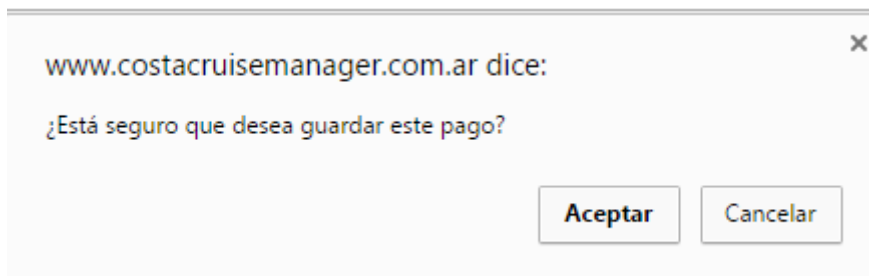 www.costacruisemanager.com.ar dice:
¿Está seguro que desea guardar este pago?
Aceptar Cancelar